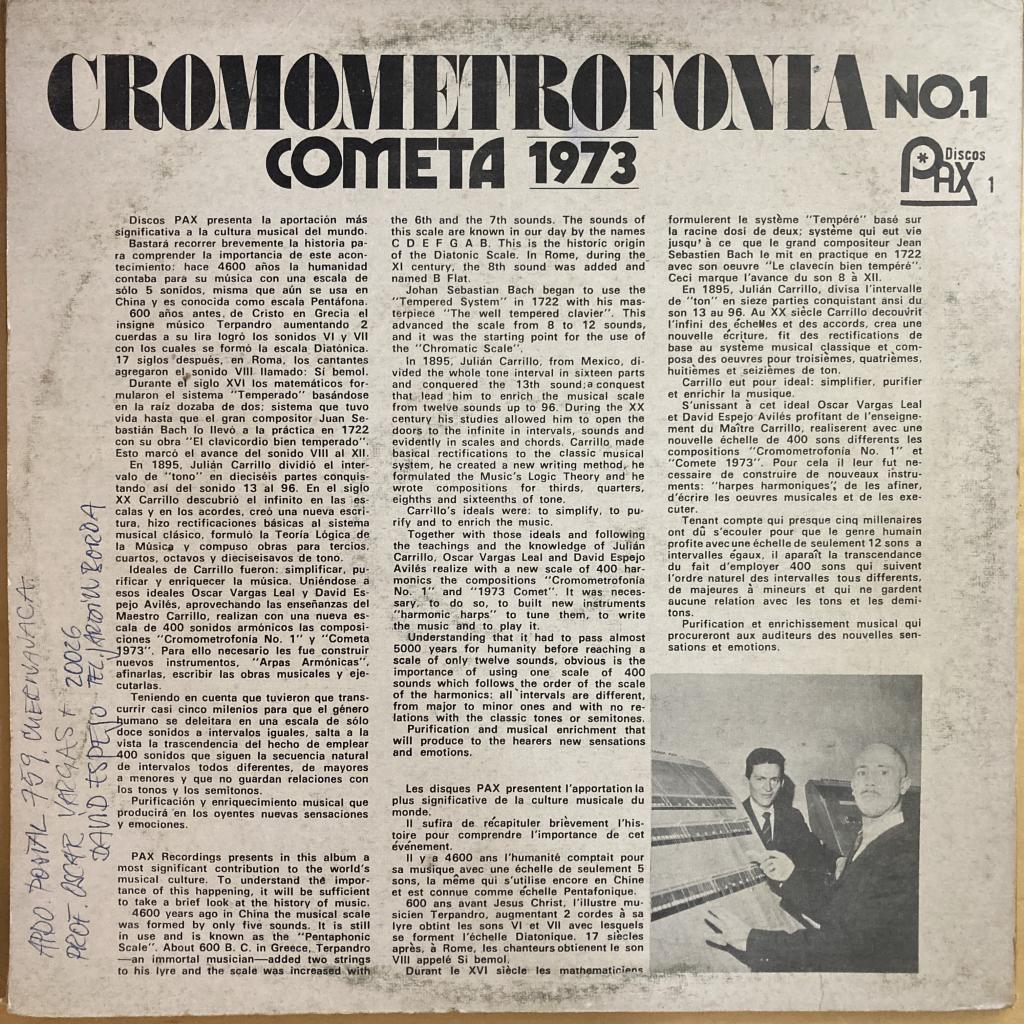 CROMOMETROFONIA NO.1
COMETA 1973
Discos
PAX 1
Discos PAX presenta la aportación más
significativa a la cultura musical del mundo.
Bastará recorrer brevemente la historia pa-
ra comprender la importancia de este acon-
tecimiento: hace 4600 años la humanidad
contaba para su música con una escala de
sólo 5 sonidos, misma que aún se usa en
China y es conocida como escala Pentáfona.
600 años antes, de Cristo en Grecia el
insigne músico Terpandro aumentando 2
cuerdas a su lira logró los sonidos VI y VII
con los cuales se formó la escala Diatónica.
17 siglos después, en Roma, los cantantes
agregaron el sonido VIII llamado: Si bemol.
Durante el siglo XVI los matemáticos for-
mularon el sistema "Temperado" basándose
en la raíz dozaba de dos; sistema que tuvo
vida hasta que el gran compositor Juan Se-
bastián Bach lo llevó a la práctica en 1722
con su obra "El clavicordio bien temperado".
Esto marcó el avance del sonido VIII al XII.
En 1895, Julián Carrillo dividió el inter-
valo de "tono" en dieciséis partes conquis-
tando así del sonido 13 al 96. En el siglo
XX Carrillo descubrió el infinito en las es-
calas y en los acordes, creó una nueva escri-
tura, hizo rectificaciones básicas al sistema
musical clásico, formuló la Teoría Lógica de
la Música y compuso obras para tercios,
cuartos, octavos y dieciseisavos de tono.
Ideales de Carrillo fueron: simplificar, pu-
rificar y enriquecer la música. Uniéndose a
esos ideales Oscar Vargas Leal y David Es-
pejo Avilés, aprovechando las enseñanzas del
Maestro Carrillo, realizan con una nueva es-
cala de 400 sonidos armónicos las composi-
ciones "Cromometrofonía No. 1" y "Cometa
1973". Para ello necesario les fue construir
nuevos instrumentos, "Arpas Armónicas",
afinarlas, escribir las obras musicales y eje-
cutarlas.
Teniendo en cuenta que tuvieron que trans-
currir casi cinco milenios para que el género
humano se deleitara en una escala de sólo
doce sonidos a intervalos iguales, salta a la
vista la trascendencia del hecho de emplear
400 sonidos que siguen la secuencia natural
de intervalos todos diferentes, de mayores
a menores y que no guardan relaciones con
los tonos y los semitonos.
Purificación y enriquecimiento musical que
producirá en los oyentes nuevas sensaciones
y emociones.
PAX Recordings presents in this album a
most significant contribution to the world's
musical culture. To understand the impor-
tance of this happening, it will be sufficient
to take a brief look at the history of music.
4600 years ago in China the musical scale
was formed by only five sounds. It is still
in use and is known as the "Pentaphonic
Scale". About 600 B. C. in Greece, Terpandro
—an immortal musician—added two strings
to his lyre and the scale was increased with
the 6th and the 7th sounds. The sounds of
this scale are known in our day by the names
C D E F G A B. This is the historic origin
of the Diatonic Scale. In Rome, during the
XI century, the 8th sound was added and
named B Flat.
Johan Sebastian Bach began to use the
"Tempered System" in 1722 with his mas-
terpiece "The well tempered clavier". This
advanced the scale from 8 to 12 sounds,
and it was the starting point for the use of
the "Chromatic Scale".
In 1895, Julián Carrillo, from Mexico, di-
vided the whole tone interval in sixteen parts
and conquered the 13th sound; a conquest
that lead him to enrich the musical scale
from twelve sounds up to 96. During the XX
century his studies allowed him to open the
doors to the infinite in intervals, sounds and
evidently in scales and chords. Carrillo made
basical rectifications to the classic musical
system, he created a new writing method, he
formulated the Music's Logic Theory and he
wrote compositions for thirds, quarters,
eighths and sixteenths of tone.
Carrillo's ideals were: to simplify, to pu-
rify and to enrich the music.
Together with those ideals and following
the teachings and the knowledge of Julián
Carrillo, Oscar Vargas Leal and David Espejo
Avilés realize with a new scale of 400 har-
monics the compositions "Cromometrofonía
No. 1" and "1973 Comet". It was neces-
sary, to do so, to built new instruments
"harmonic harps" to tune them, to write
the music and to play it.
Understanding that it had to pass almost
5000 years for humanity before reaching a
scale of only twelve sounds, obvious is the
importance of using one scale of 400
sounds which follows the order of the scale
of the harmonics: all intervals are different,
from major to minor ones and with no re-
lations with the classic tones or semitones.
Purification and musical enrichment that
will produce to the hearers new sensations
and emotions.
Les disques PAX presentent l'apportation la
plus significative de la culture musicale du
monde.
Il sufira de récapituler brièvement l'his-
toire pour comprendre l'importance de cet
événement.
Il y a 4600 ans l'humanité comptait pour
sa musique avec une échelle de seulement 5
sons, la même qui s'utilise encore en Chine
et est connue comme échelle Pentafonique.
600 ans avant Jesus Christ, l'illustre mu-
sicien Terpandro, augmentant 2 cordes à sa
lyre obtint les sons VI et VII avec lesquels
se forment l'échelle Diatonique. 17 siècles
après, à Rome, les chanteurs obtienent le son
VIII appelé Si bemol.
Durant le XVI siècle les mathematiciens
formulerent le système "Tempéré" basé sur
la racine dosi de deux; système qui eut vie
jusqu'à ce que le grand compositeur Jean
Sebastien Bach le mit en practique en 1722
avec son oeuvre "Le clavecín bien tempéré".
Ceci marque l'avance du son 8 à XII.
En 1895, Julián Carrillo, divisa l'intervalle
de "ton" en sieze parties conquistant ansi du
son 13 au 96. Au XX siècle Carrillo decouvrit
l'infini des échelles et des accords, crea une
nouvelle écriture, fit des rectifications de
base au système musical classique et com-
posa des oeuvres pour troisièmes, quatrièmes,
huitièmes et seizièmes de ton.
Carrillo eut pour ideal: simplifier, purifier
et enrichir la musique.
S'unissant à cet ideal Oscar Vargas Leal
et David Espejo Avilés profitant de l'enseigne-
ment du Maître Carrillo, realiserent avec une
nouvelle échelle de 400 sons differents les
compositions "Cromometrofonía No. 1" et
"Comete 1973". Pour cela il leur fut ne-
cessaire de construire de nouveaux instru-
ments: "harpes harmoniques", de les afiner,
d'écrire les oeuvres musicales et de les exe-
cuter.
Tenant compte qui presque cinq millenaires
ont dû s'ecouler pour que le genre humain
profite avec une échelle de seulement 12 sons a
intervalles égaux, il aparaît la transcendance
du fait d'employer 400 sons qui suivent
l'ordre naturel des intervalles tous differents,
de majeures à mineurs et qui ne gardent
aucune relation avec les tons et les demi-
tons.
Purification et enrichissement musical qui
procureront aux auditeurs des nouvelles sen-
sations et emotions.
APDO. POSTAL 759. CUERNAVACA.
PROF. OSCAR VARGAS + 20026
DAVID ESPEJO TEL. JARDIN BORDA